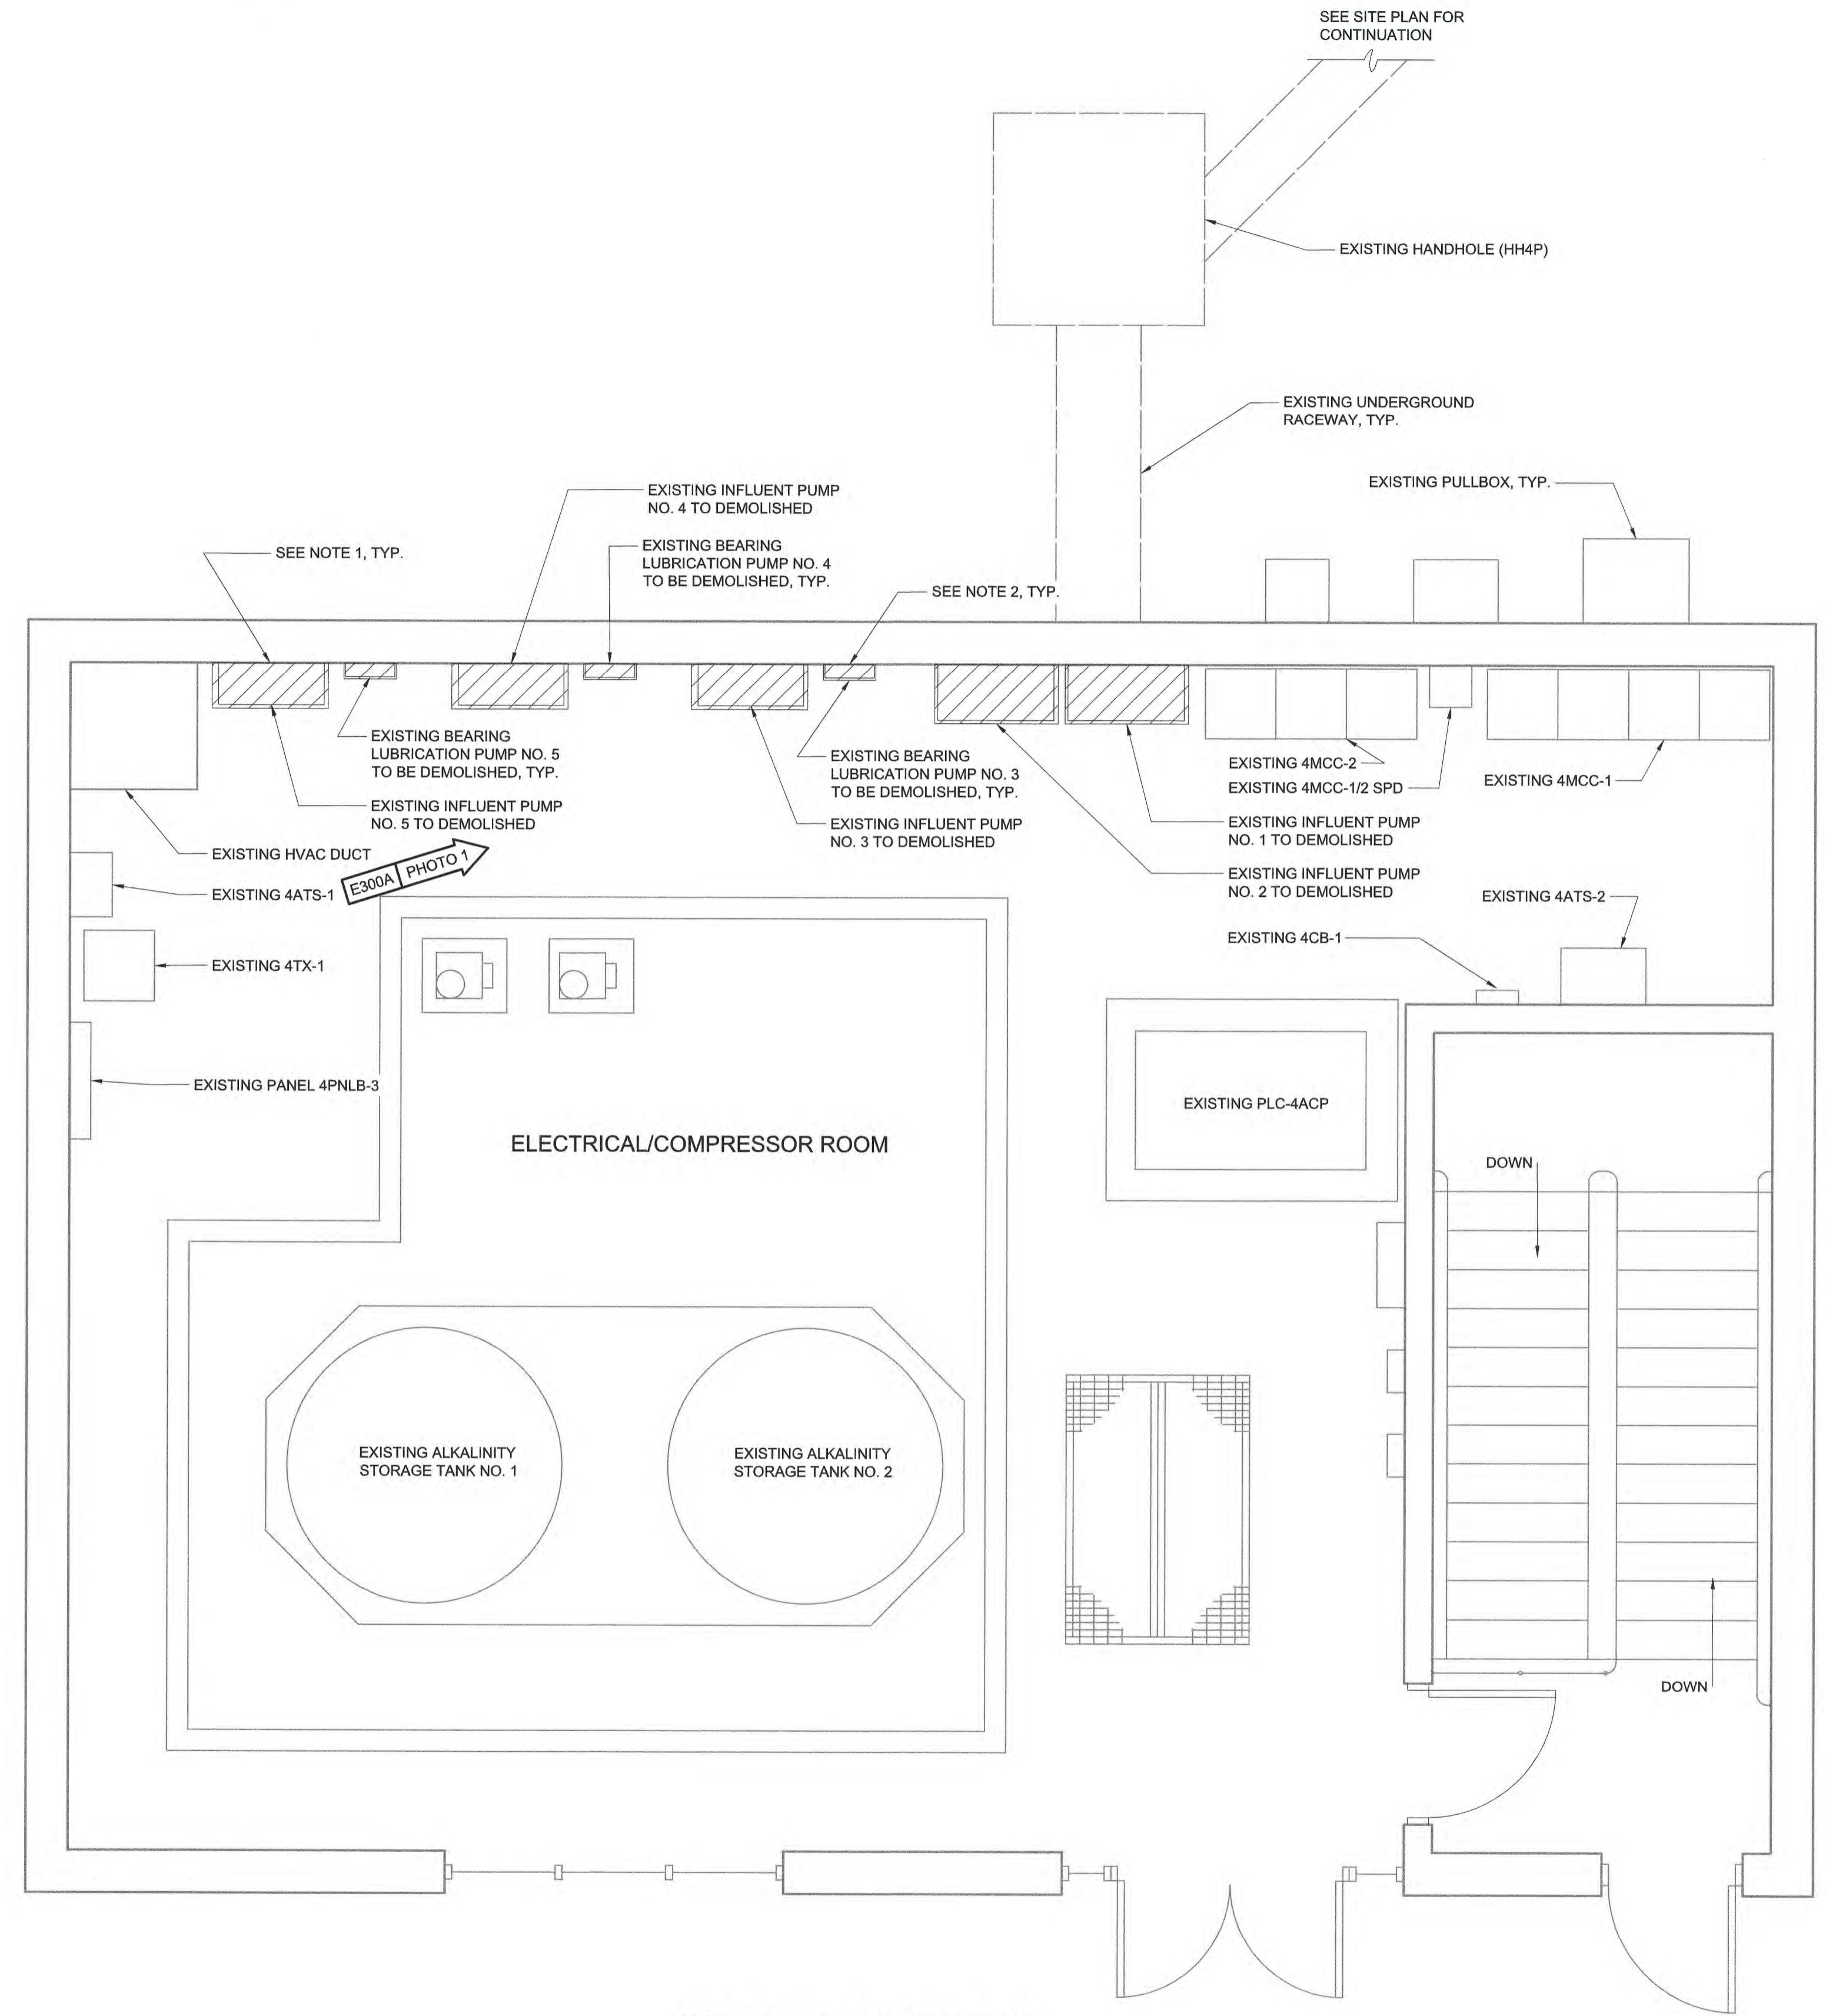 SEE SITE PLAN FOR
CONTINUATION
EXISTING HANDHOLE (HH4P)
EXISTING UNDERGROUND
RACEWAY, TYP.
EXISTING PULLBOX, TYP.
EXISTING INFLUENT PUMP
NO. 4 TO DEMOLISHED
EXISTING BEARING
LUBRICATION PUMP NO. 4
TO BE DEMOLISHED, TYP.
SEE NOTE 1, TYP.
SEE NOTE 2, TYP.
EXISTING BEARING
LUBRICATION PUMP NO. 5
TO BE DEMOLISHED, TYP.
EXISTING INFLUENT PUMP
NO. 5 TO DEMOLISHED
EXISTING BEARING
LUBRICATION PUMP NO. 3
TO BE DEMOLISHED, TYP.
EXISTING INFLUENT PUMP
NO. 3 TO DEMOLISHED
EXISTING 4MCC-2
EXISTING 4MCC-1/2 SPD
EXISTING 4MCC-1
EXISTING INFLUENT PUMP
NO. 1 TO DEMOLISHED
EXISTING INFLUENT PUMP
NO. 2 TO DEMOLISHED
EXISTING HVAC DUCT
E300A PHOTO 1
EXISTING 4ATS-1
EXISTING 4ATS-2
EXISTING 4CB-1
EXISTING 4TX-1
EXISTING PANEL 4PNLB-3
EXISTING PLC-4ACP
ELECTRICAL/COMPRESSOR ROOM
DOWN
EXISTING ALKALINITY
STORAGE TANK NO. 1
EXISTING ALKALINITY
STORAGE TANK NO. 2
DOWN